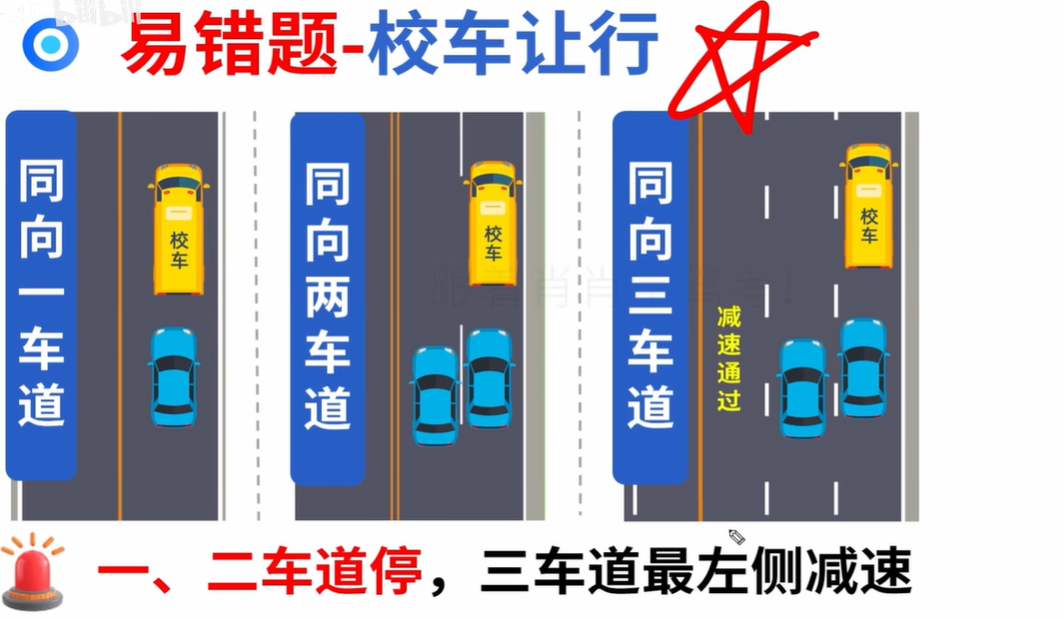 bilibili
易错题-校车让行
同向一车道
校车
同向两车道
校车
同向三车道
校车
减速通过
一、二车道停，三车道最左侧减速